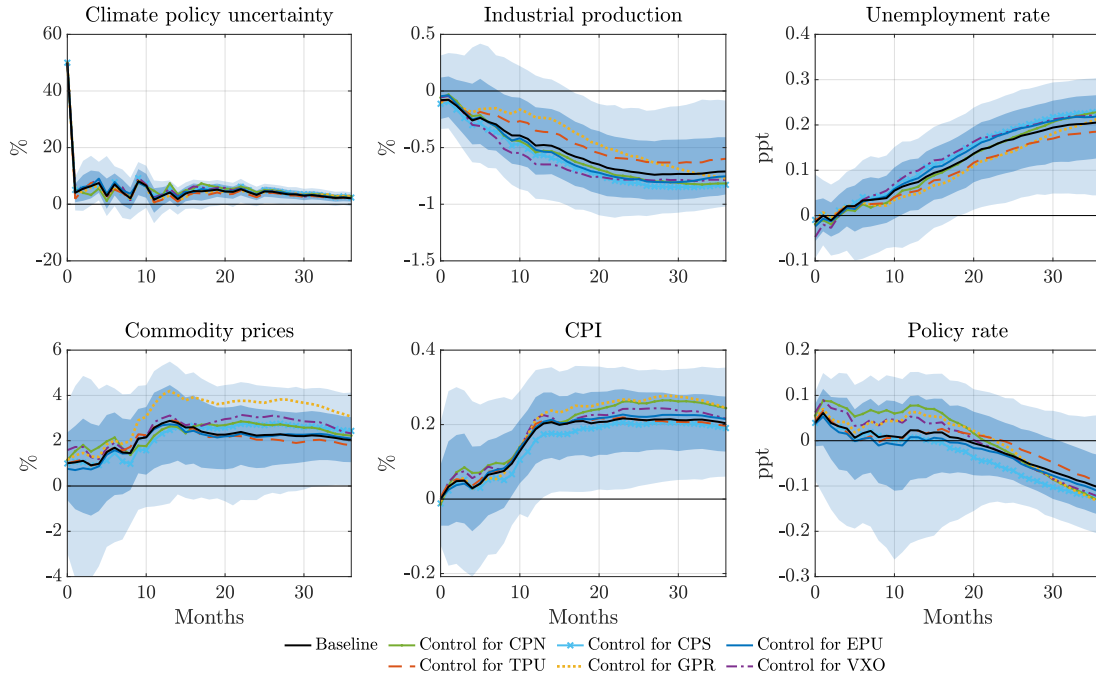 Climate policy uncertainty
Industrial production
Unemployment rate
60
40
20
0
-20
%
0 10 20 30
0.5
0
-0.5
-1
-1.5
%
0 10 20 30
0.4
0.3
0.2
0.1
0
-0.1
ppt
0 10 20 30
Commodity prices
CPI
Policy rate
6
4
2
0
-2
-4
%
0 10 20 30
Months
0.4
0.2
0
-0.2
%
0 10 20 30
Months
0.2
0.1
0
-0.1
-0.2
-0.3
ppt
0 10 20 30
Months
Baseline Control for CPN Control for CPS Control for EPU
Control for TPU Control for GPR Control for VXO